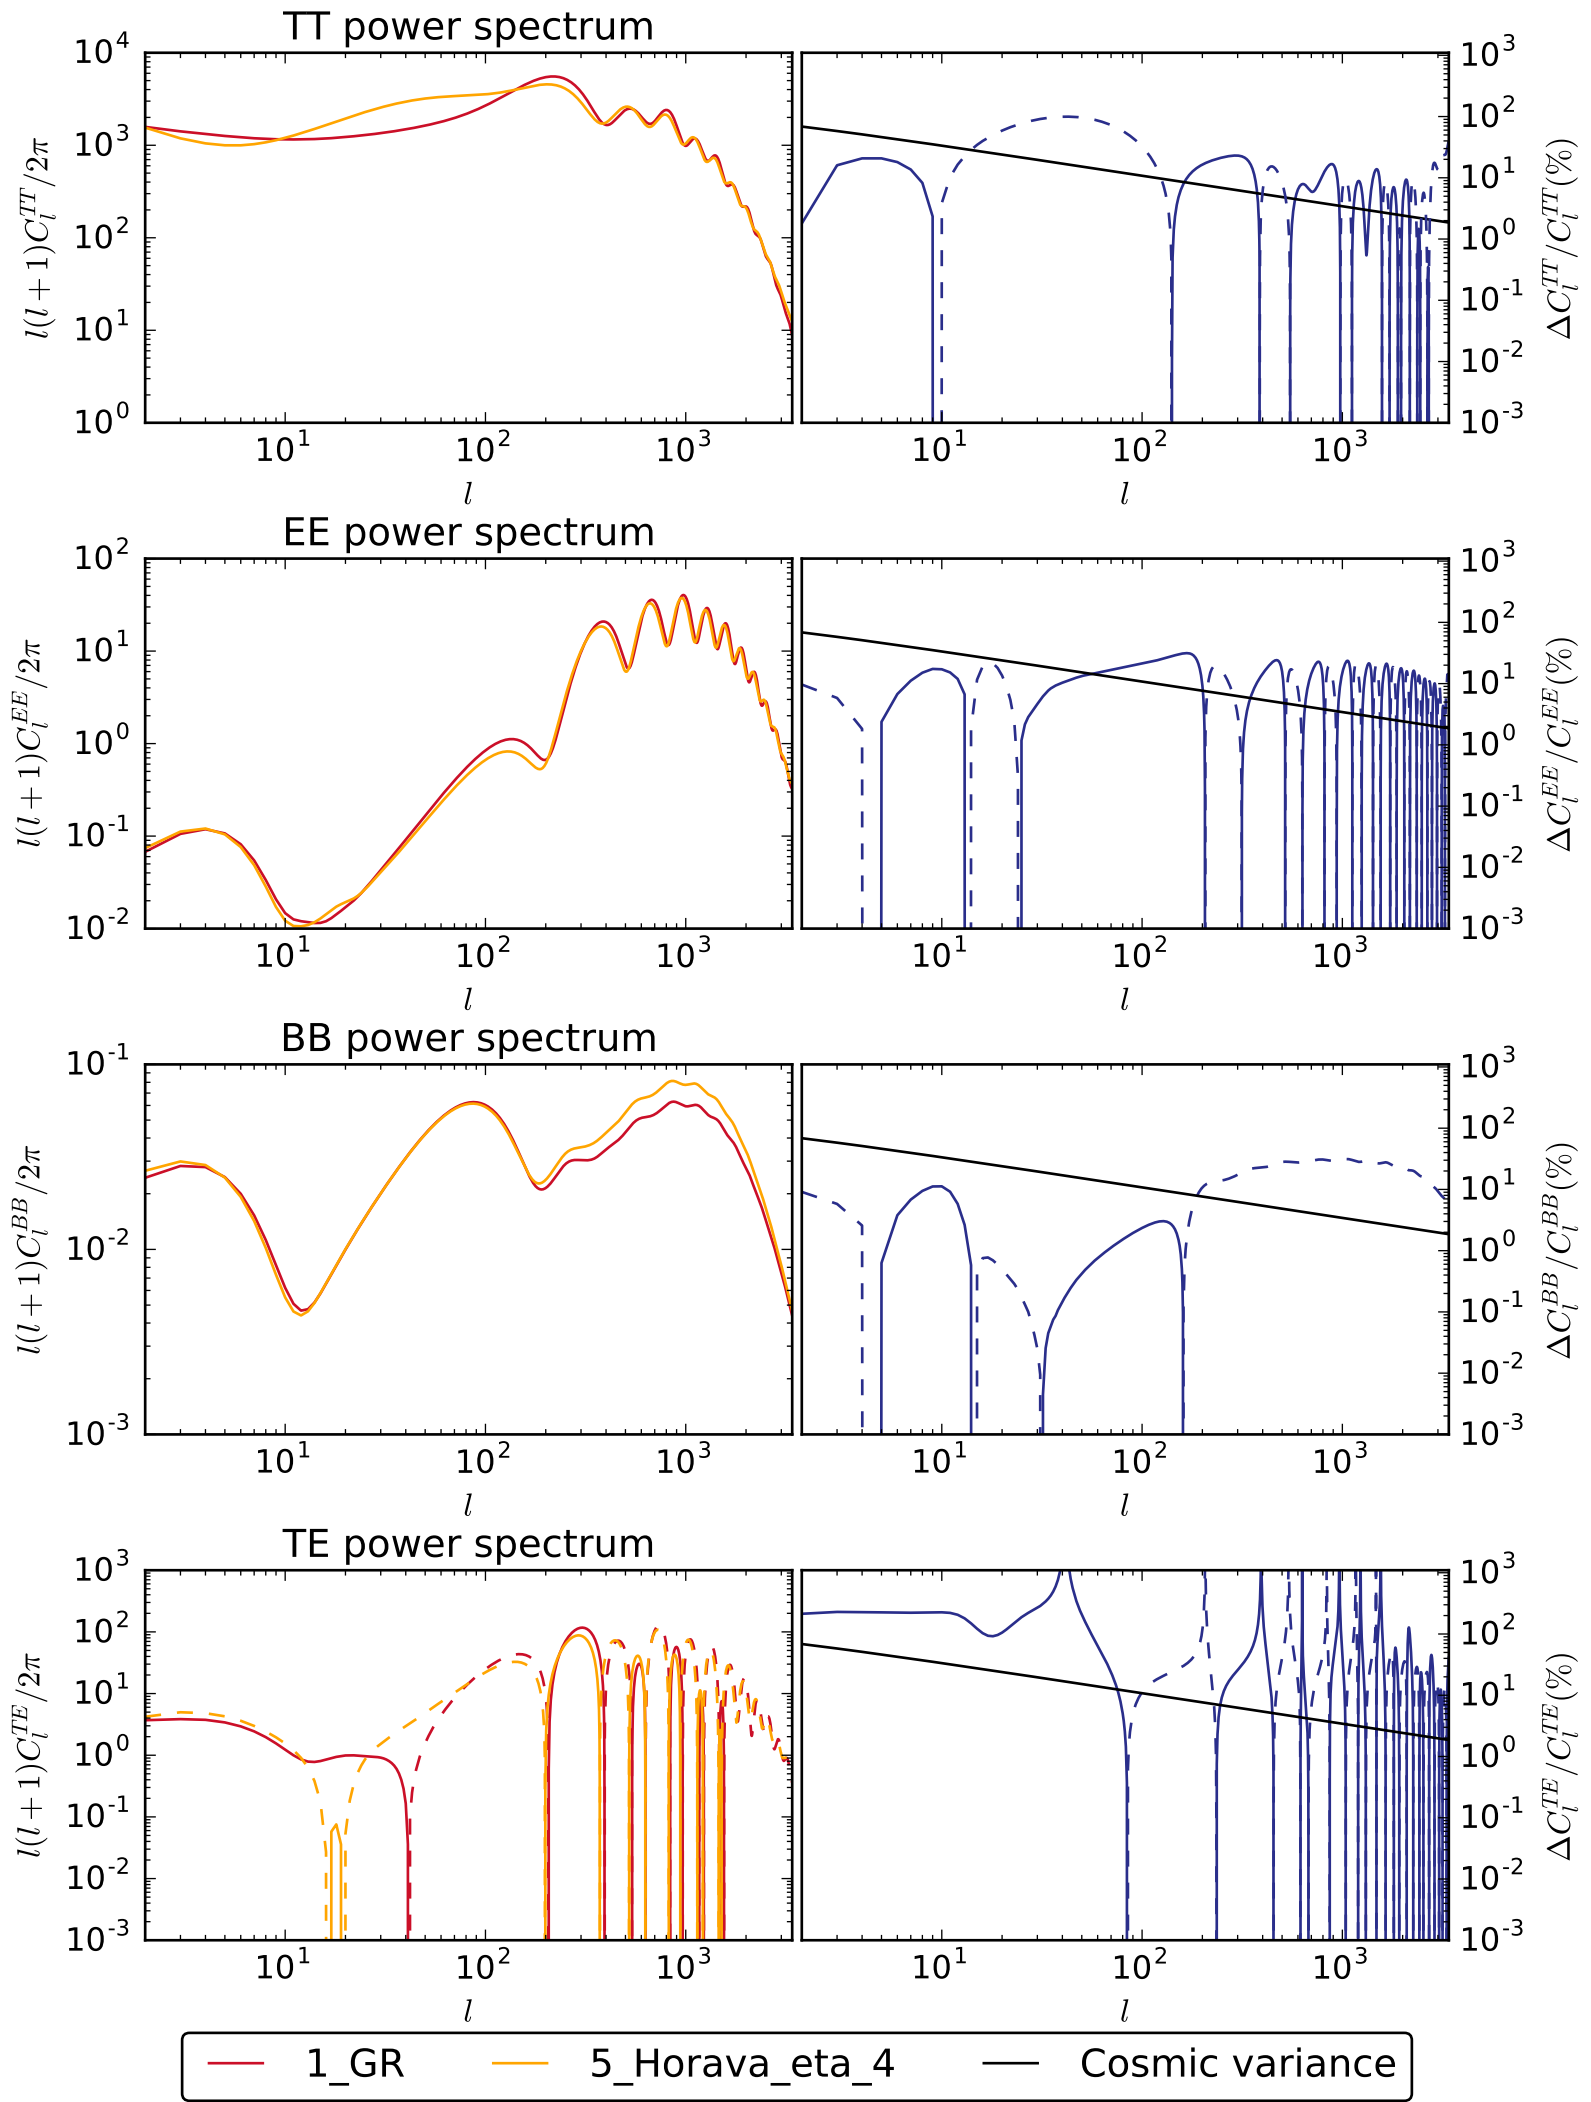 TT power spectrum
10^4
10^3
10^2
10^1
10^0
l(l+1)C_l^{TT}/2π
10^1 10^2 10^3
l
10^1 10^2 10^3
l
10^3
10^2
10^1
10^0
10^-1
10^-2
10^-3
ΔC_l^{TT}/C_l^{TT}(%)
EE power spectrum
10^2
10^1
10^0
10^-1
10^-2
l(l+1)C_l^{EE}/2π
10^1 10^2 10^3
l
10^1 10^2 10^3
l
10^3
10^2
10^1
10^0
10^-1
10^-2
10^-3
ΔC_l^{EE}/C_l^{EE}(%)
BB power spectrum
10^-1
10^-2
10^-3
l(l+1)C_l^{BB}/2π
10^1 10^2 10^3
l
10^1 10^2 10^3
l
10^3
10^2
10^1
10^0
10^-1
10^-2
10^-3
ΔC_l^{BB}/C_l^{BB}(%)
TE power spectrum
10^3
10^2
10^1
10^0
10^-1
10^-2
10^-3
l(l+1)C_l^{TE}/2π
10^1 10^2 10^3
l
10^1 10^2 10^3
l
10^3
10^2
10^1
10^0
10^-1
10^-2
10^-3
ΔC_l^{TE}/C_l^{TE}(%)
1_GR 5_Horava_eta_4 Cosmic variance